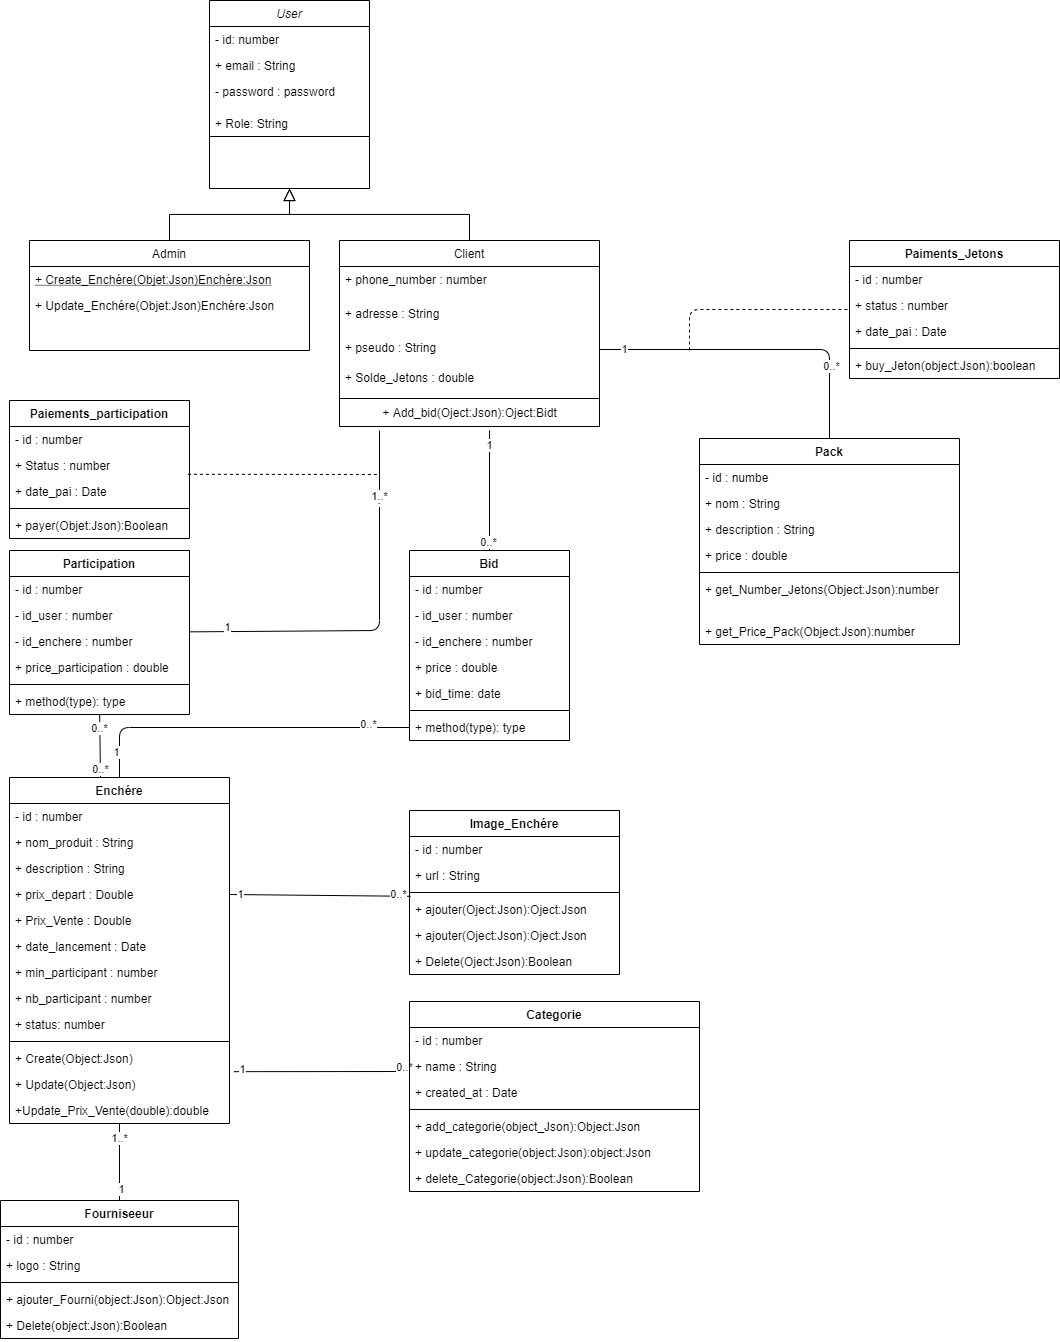 User
- id: number
+ email : String
- password : password
+ Role: String
Admin
+ Create_Enchére(Objet:Json)Enchére:Json
+ Update_Enchére(Objet:Json)Enchére:Json
Client
+ phone_number : number
+ adresse : String
+ pseudo : String
+ Solde_Jetons : double
+ Add_bid(Oject:Json):Oject:Bidt
Paiments_Jetons
- id : number
+ status : number
+ date_pai : Date
+ buy_Jeton(object:Json):boolean
1
0..*
Paiements_participation
- id : number
+ Status : number
+ date_pai : Date
+ payer(Objet:Json):Boolean
1..*
1
1
0..*
Pack
- id : numbe
+ nom : String
+ description : String
+ price : double
+ get_Number_Jetons(Object:Json):number
+ get_Price_Pack(Object:Json):number
Participation
- id : number
- id_user : number
- id_enchere : number
+ price_participation : double
+ method(type): type
Bid
- id : number
- id_user : number
- id_enchere : number
+ price : double
+ bid_time: date
+ method(type): type
0..*
0..*
0..*
1
Enchére
- id : number
+ nom_produit : String
+ description : String
+ prix_depart : Double
+ Prix_Vente : Double
+ date_lancement : Date
+ min_participant : number
+ nb_participant : number
+ status: number
+ Create(Object:Json)
+ Update(Object:Json)
+Update_Prix_Vente(double):double
1
0..*
Image_Enchére
- id : number
+ url : String
+ ajouter(Oject:Json):Oject:Json
+ ajouter(Oject:Json):Oject:Json
+ Delete(Oject:Json):Boolean
1
0..*
Categorie
- id : number
+ name : String
+ created_at : Date
+ add_categorie(object_Json):Object:Json
+ update_categorie(object:Json):object:Json
+ delete_Categorie(object:Json):Boolean
1..*
1
Fourniseeur
- id : number
+ logo : String
+ ajouter_Fourni(object:Json):Object:Json
+ Delete(object:Json):Boolean